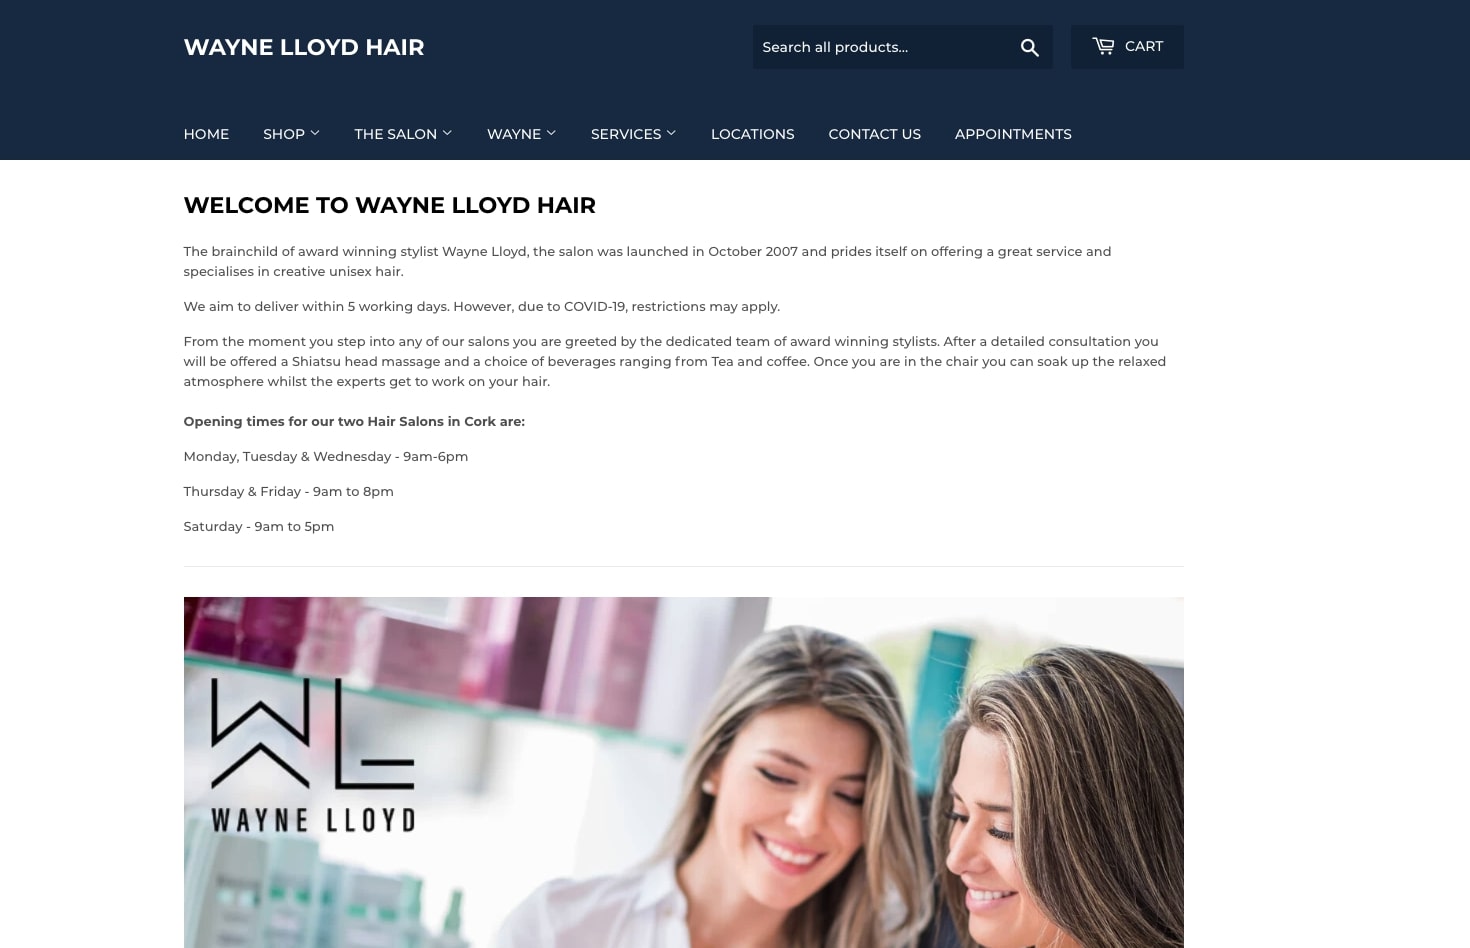 WAYNE LLOYD HAIR
Search all products...
CART
HOME
SHOP
THE SALON
WAYNE
SERVICES
LOCATIONS
CONTACT US
APPOINTMENTS
WELCOME TO WAYNE LLOYD HAIR
The brainchild of award winning stylist Wayne Lloyd, the salon was launched in October 2007 and prides itself on offering a great service and
specialises in creative unisex hair.
We aim to deliver within 5 working days. However, due to COVID-19, restrictions may apply.
From the moment you step into any of our salons you are greeted by the dedicated team of award winning stylists. After a detailed consultation you
will be offered a Shiatsu head massage and a choice of beverages ranging from Tea and coffee. Once you are in the chair you can soak up the relaxed
atmosphere whilst the experts get to work on your hair.
Opening times for our two Hair Salons in Cork are:
Monday, Tuesday & Wednesday - 9am-6pm
Thursday & Friday - 9am to 8pm
Saturday - 9am to 5pm
WL
WAYNE LLOYD